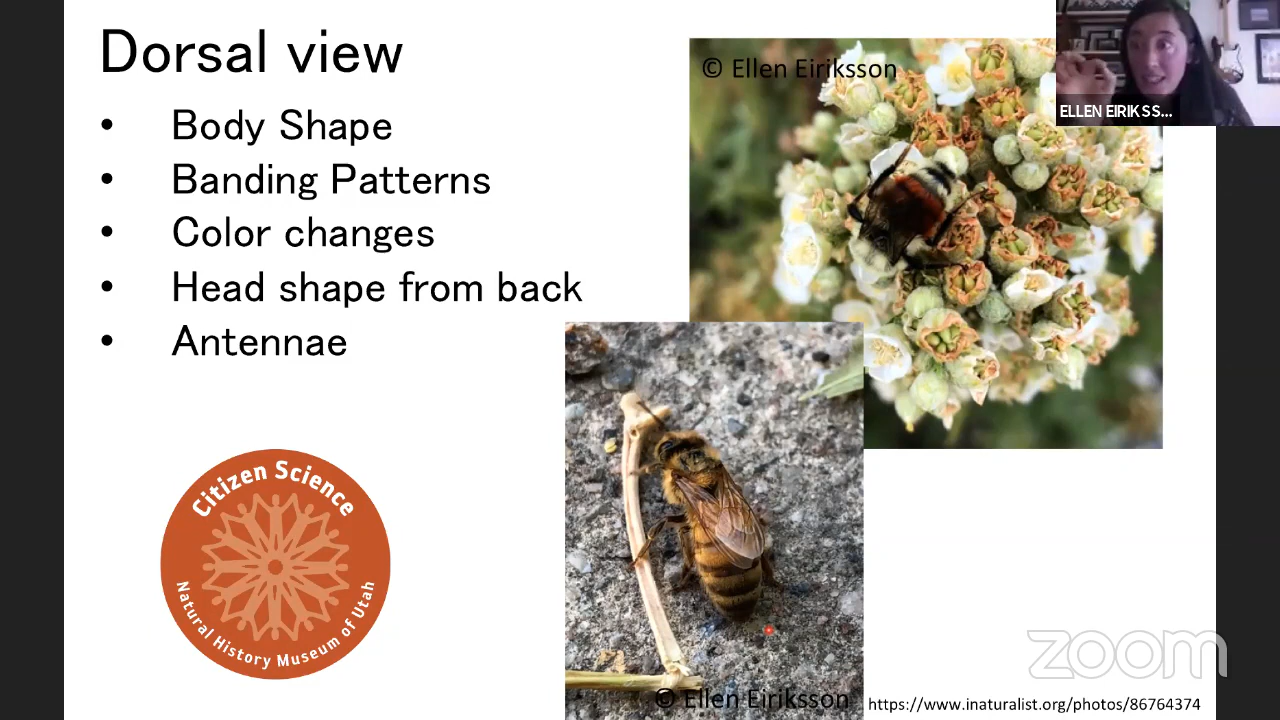 Dorsal view
• Body Shape
• Banding Patterns
• Color changes
• Head shape from back
• Antennae
© Ellen Eiriksson
ELLEN EIRIKSS...
Citizen Science
Natural History Museum of Utah
© Ellen Eiriksson
zoom
https://www.inaturalist.org/photos/86764374